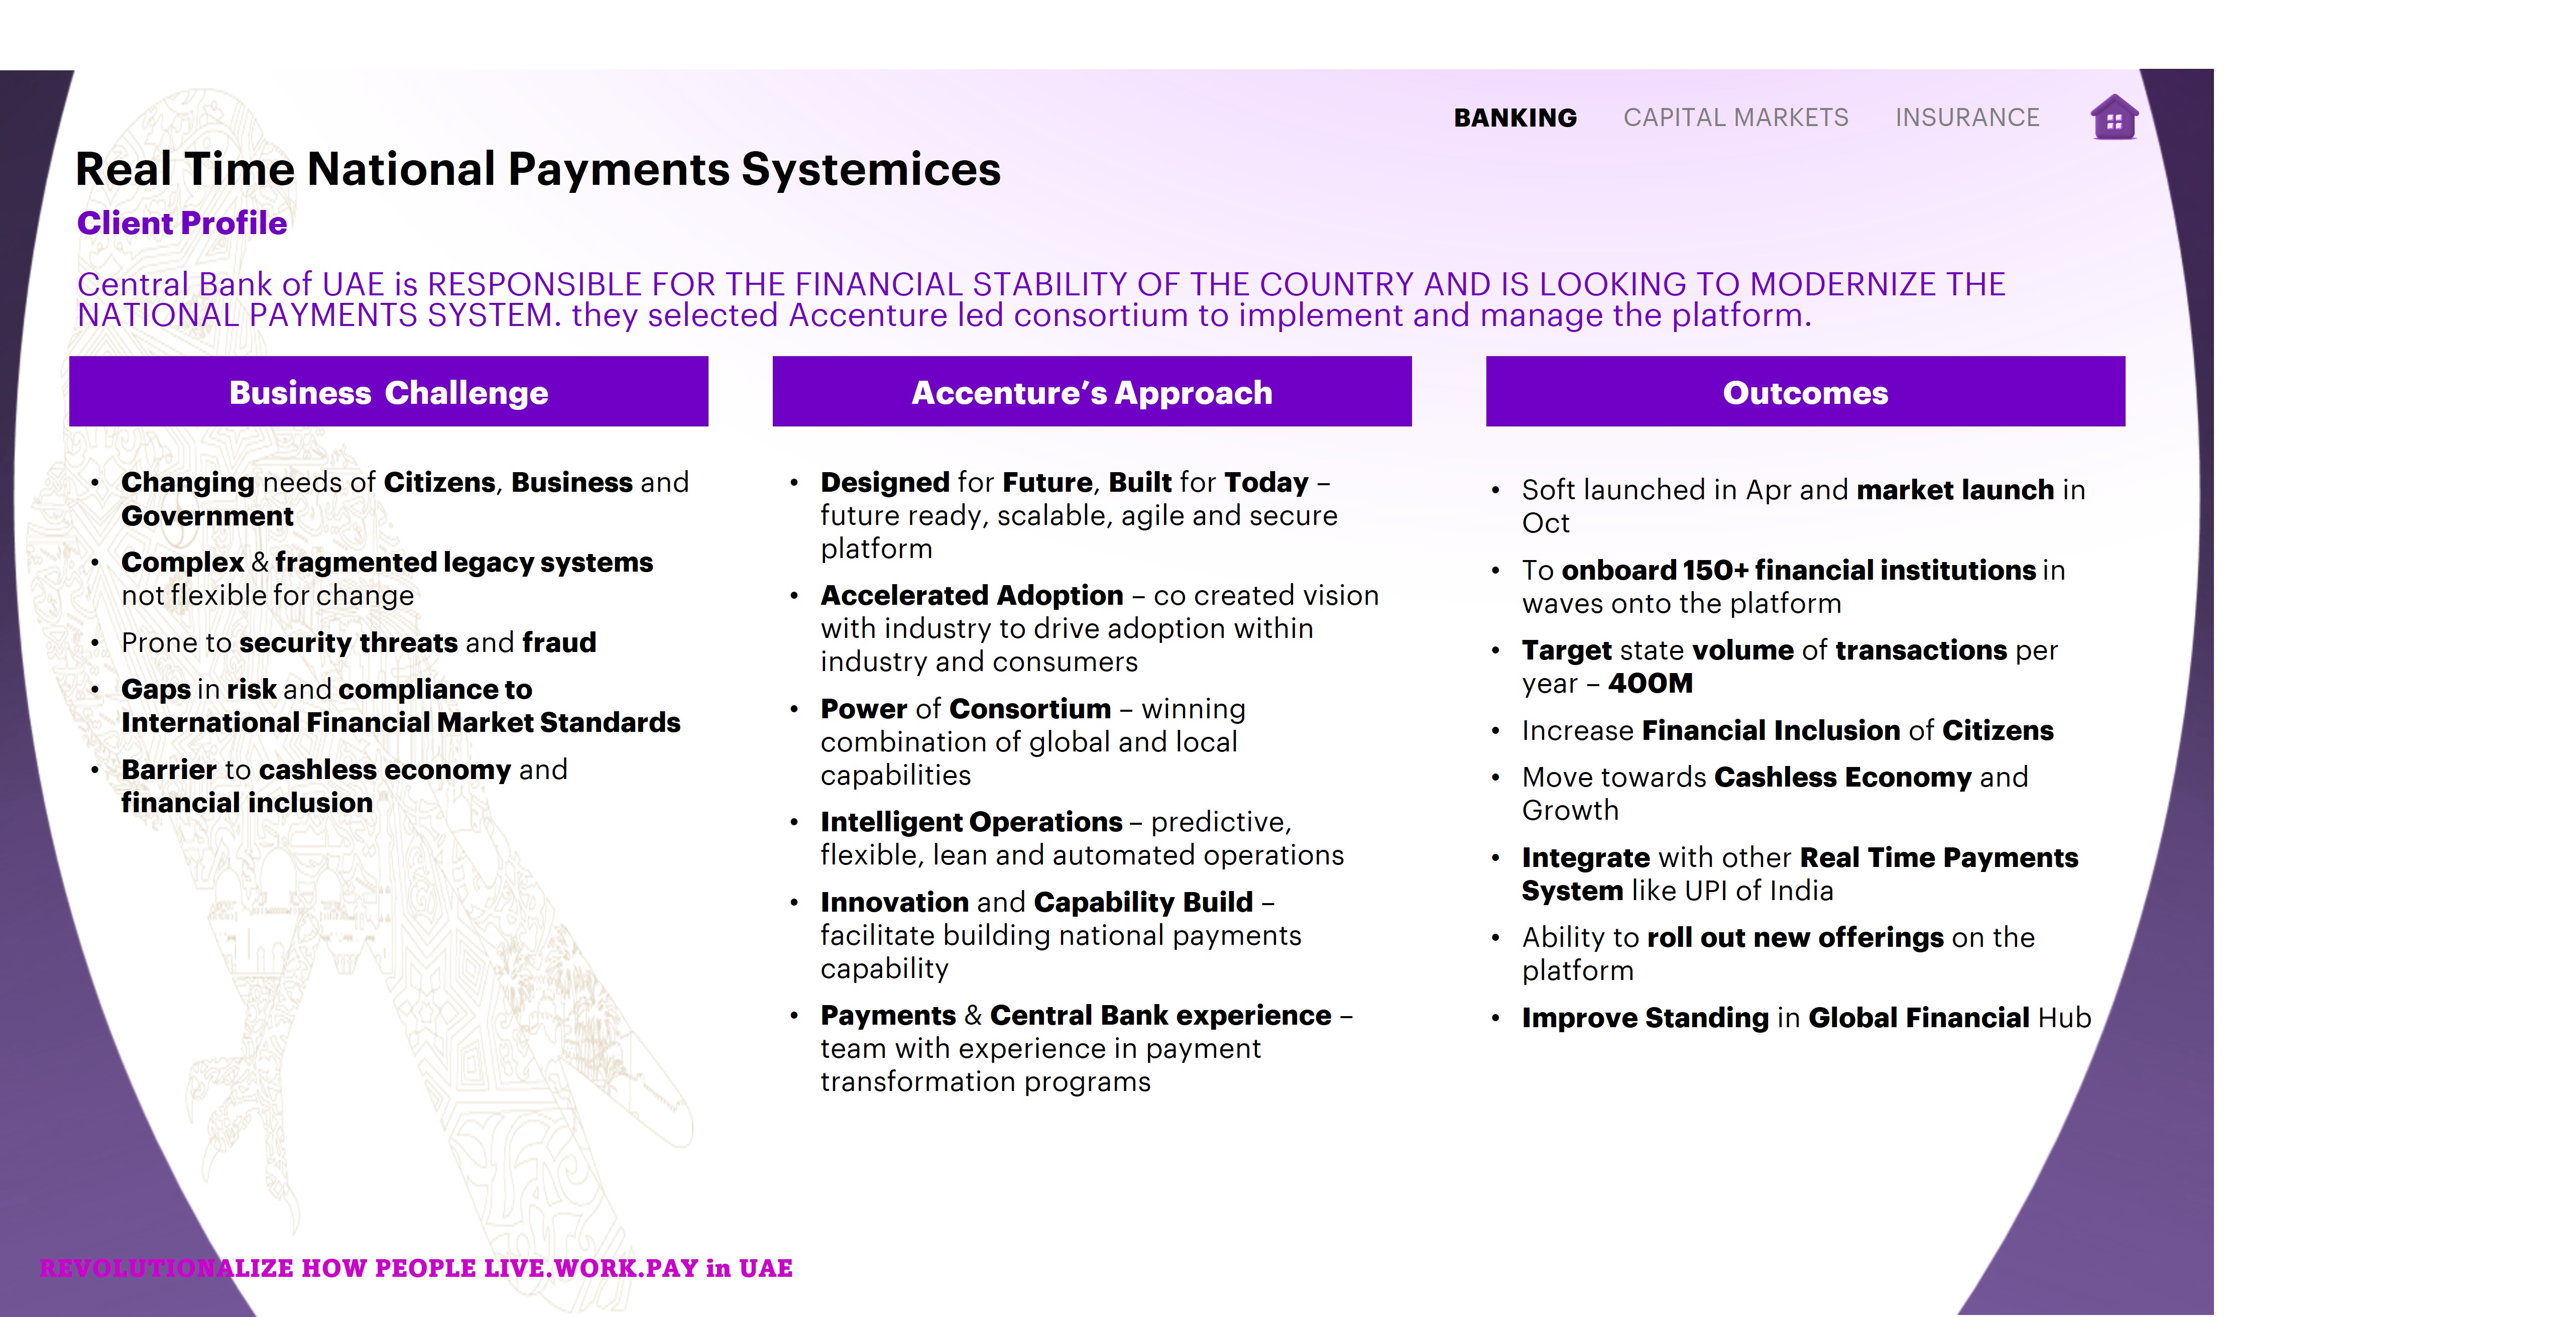 BANKING CAPITAL MARKETS INSURANCE
Real Time National Payments Systemices
Client Profile
Central Bank of UAE is RESPONSIBLE FOR THE FINANCIAL STABILITY OF THE COUNTRY AND IS LOOKING TO MODERNIZE THE
NATIONAL PAYMENTS SYSTEM. they selected Accenture led consortium to implement and manage the platform.
Business Challenge
• Changing needs of Citizens, Business and
Government
• Complex & fragmented legacy systems
not flexible for change
• Prone to security threats and fraud
• Gaps in risk and compliance to
International Financial Market Standards
• Barrier to cashless economy and
financial inclusion
Accenture's Approach
• Designed for Future, Built for Today –
future ready, scalable, agile and secure
platform
• Accelerated Adoption – co created vision
with industry to drive adoption within
industry and consumers
• Power of Consortium – winning
combination of global and local
capabilities
• Intelligent Operations – predictive,
flexible, lean and automated operations
• Innovation and Capability Build –
facilitate building national payments
capability
• Payments & Central Bank experience –
team with experience in payment
transformation programs
Outcomes
• Soft launched in Apr and market launch in
Oct
• To onboard 150+ financial institutions in
waves onto the platform
• Target state volume of transactions per
year – 400M
• Increase Financial Inclusion of Citizens
• Move towards Cashless Economy and
Growth
• Integrate with other Real Time Payments
System like UPI of India
• Ability to roll out new offerings on the
platform
• Improve Standing in Global Financial Hub
REVOLUTIONALIZE HOW PEOPLE LIVE.WORK.PAY in UAE